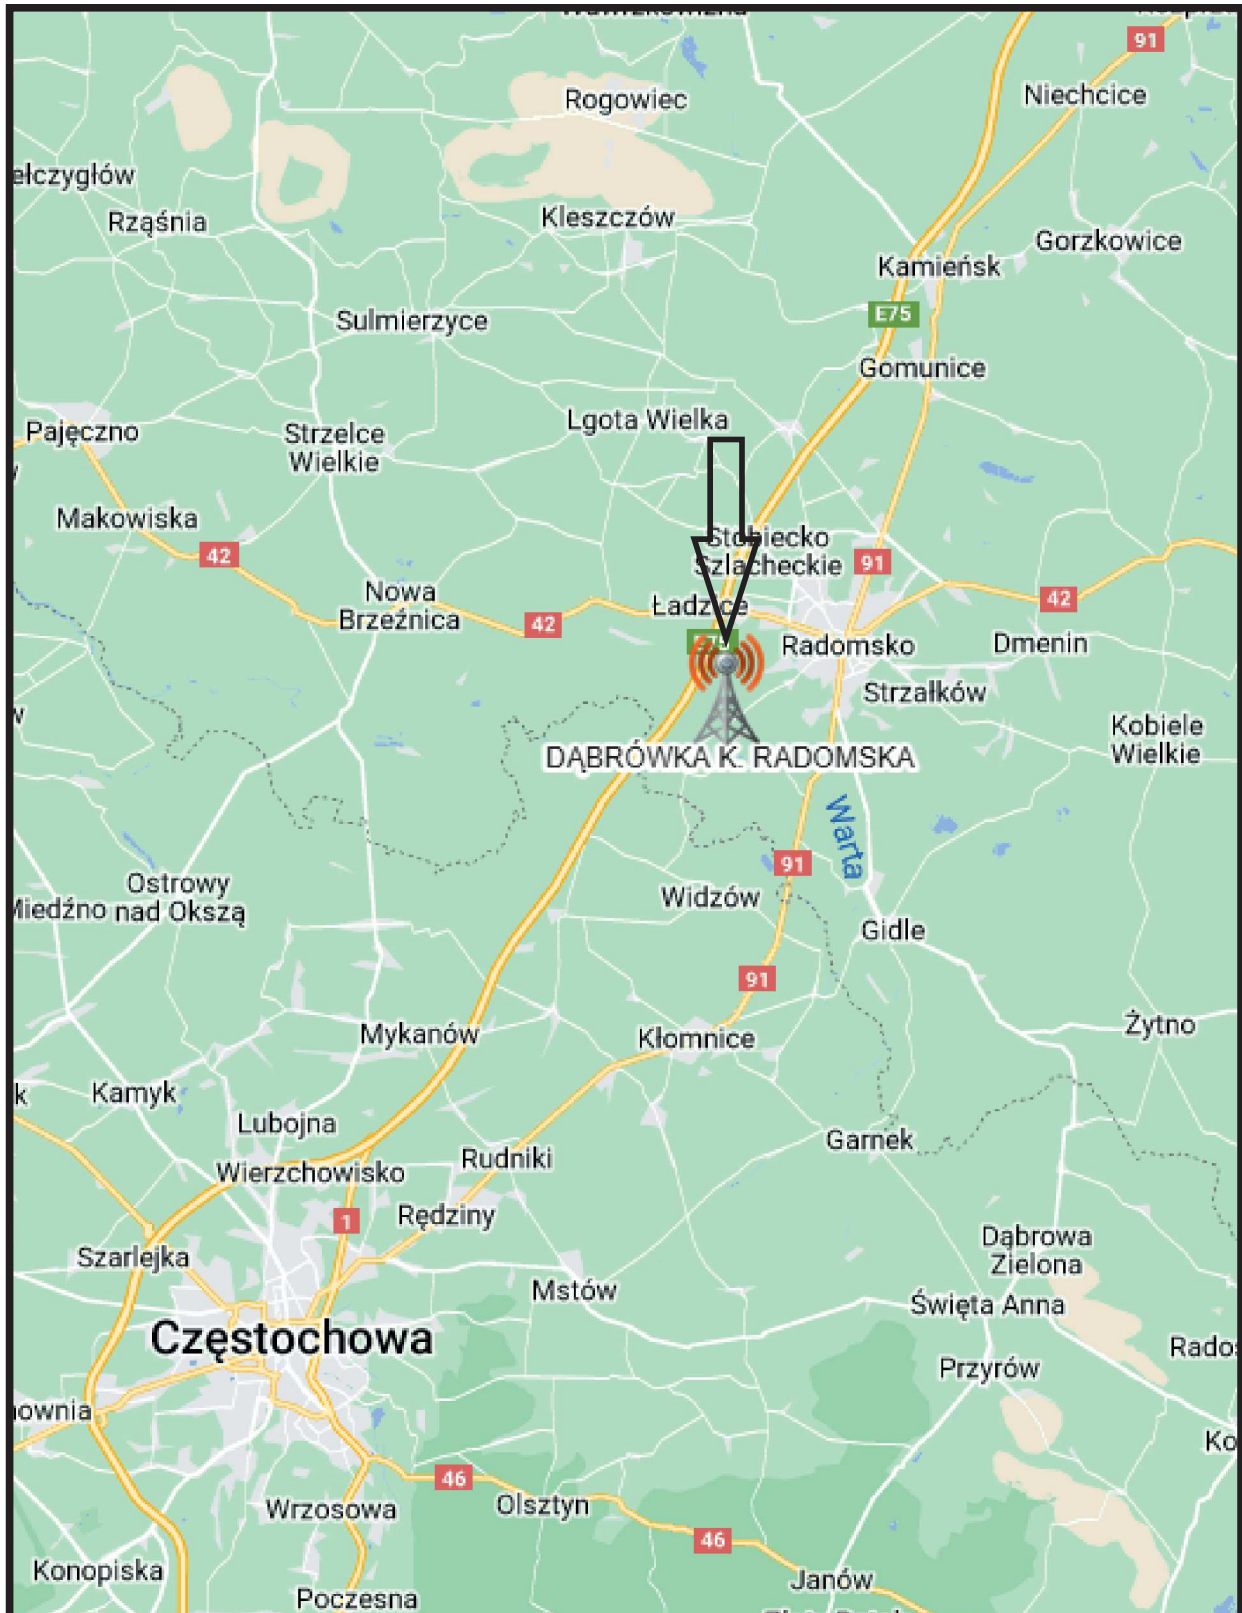 91
Niechcice
Rogowiec
Rząśnia
Kleszczów
Gorzkowice
Kamieńsk
E75
Sulmierzyce
Gomunice
Lgota Wielka
Pajęczno
Strzelce
Wielkie
Makowiska
42
Stobiecko
Szlacheckie
91
Nowa
Brzeźnica
42
Ładzice
42
E75
Radomsko
Dmenin
Strzałków
Kobiele
Wielkie
DĄBRÓWKA K. RADOMSKA
Warta
91
Ostrowy
nad Okszą
Miedźno
Widzów
Gidle
91
Mykanów
Kłomnice
Żytno
Kamyk
Lubojna
Garnek
Wierzchowisko
Rudniki
1
Rędziny
Szarlejka
Dąbrowa
Zielona
Mstów
Święta Anna
Częstochowa
Przyrów
46
Wrzosowa
Olsztyn
46
Konopiska
Janów
Poczesna